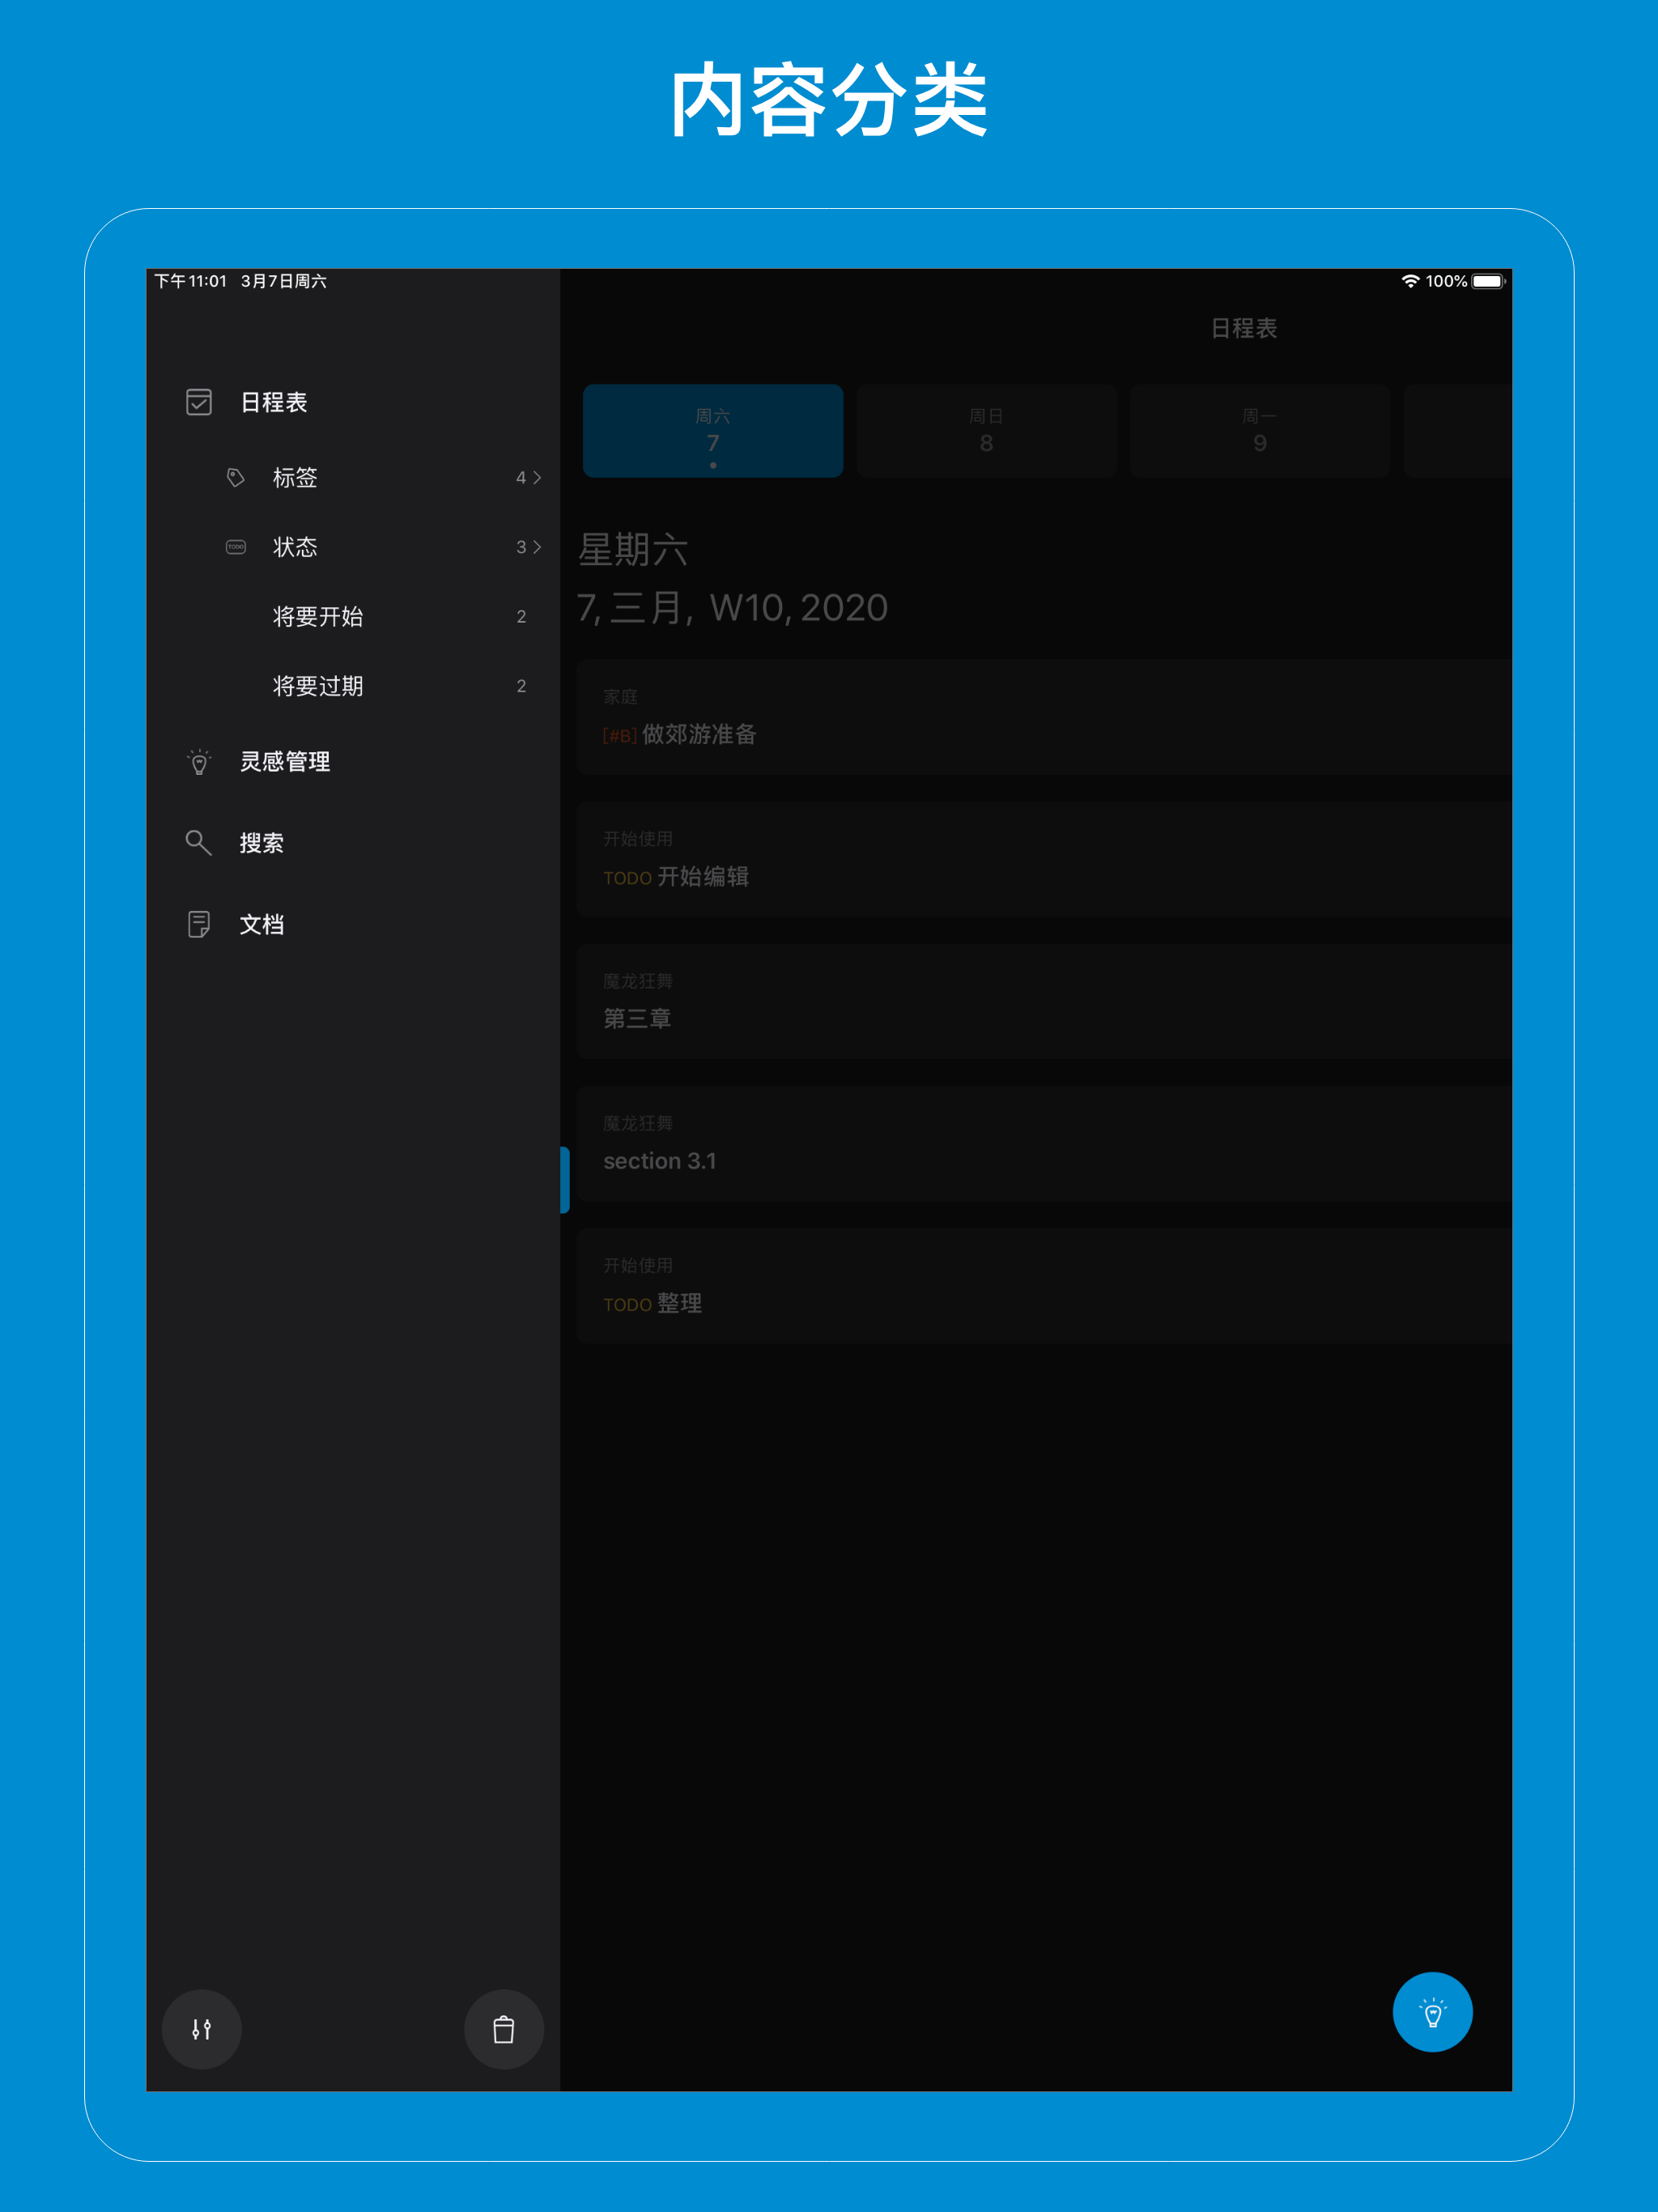 内容分类
下午11:01 3月7日周六
100%
日程表
标签 4
TODO 状态 3
将要开始 2
将要过期 2
灵感管理
搜索
文档
日程表
周六
7
周日
8
周一
9
星期六
7, 三月, W10, 2020
家庭
[#B] 做郊游准备
开始使用
TODO 开始编辑
魔龙狂舞
第三章
魔龙狂舞
section 3.1
开始使用
TODO 整理